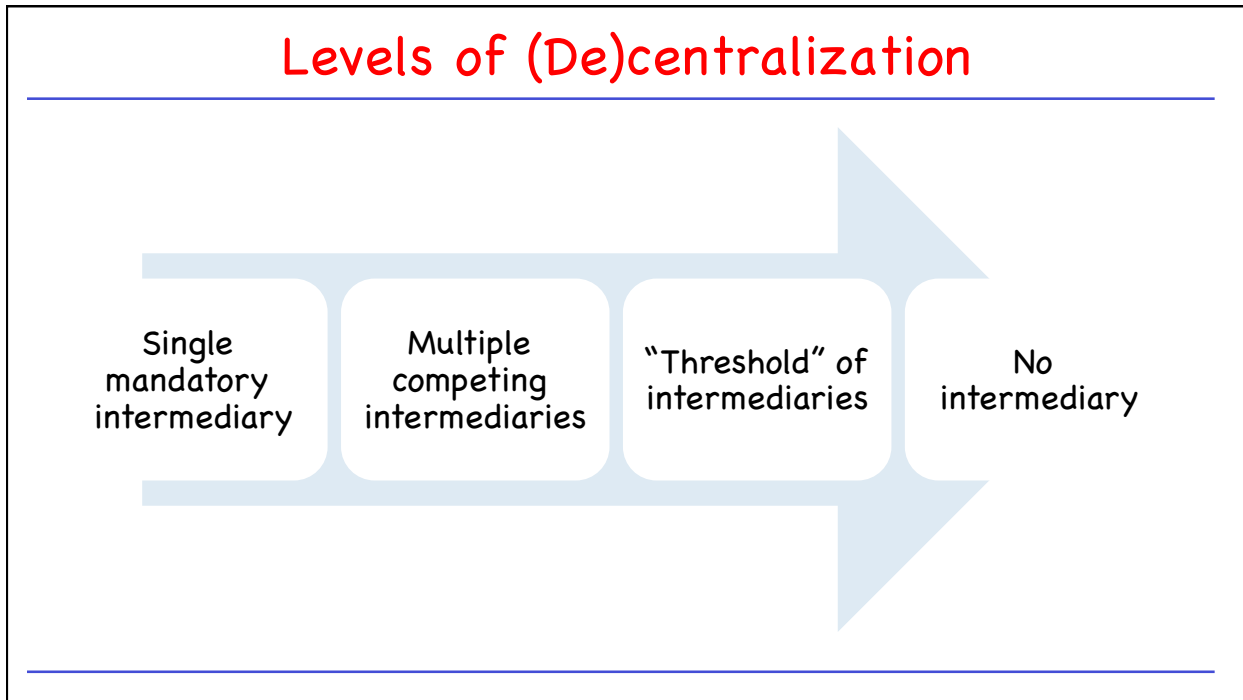 Levels of (De)centralization
Single
mandatory
intermediary
Multiple
competing
intermediaries
“Threshold” of
intermediaries
No
intermediary